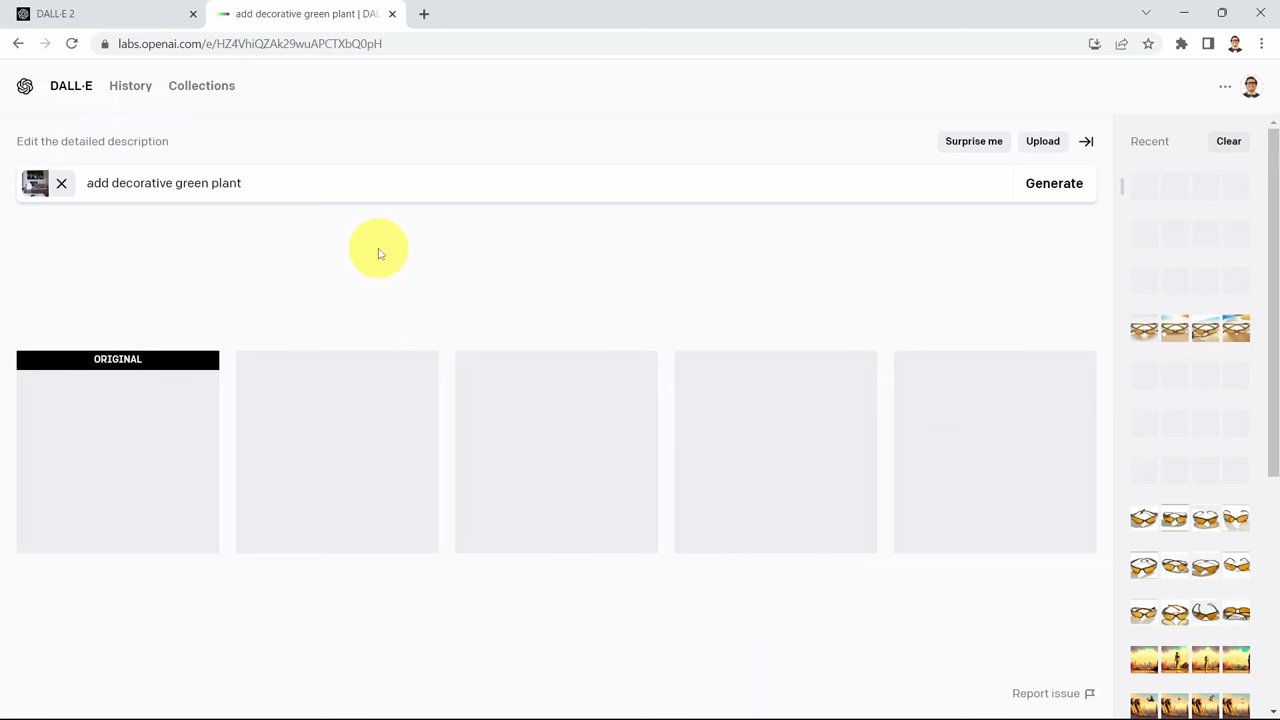 DALL·E 2
add decorative green plant | DAL
labs.openai.com/e/HZ4VhiQZAk29wuAPCTXbQ0pH
DALL·E
History
Collections
Edit the detailed description
Surprise me
Upload
Recent
Clear
add decorative green plant
Generate
ORIGINAL
Report issue